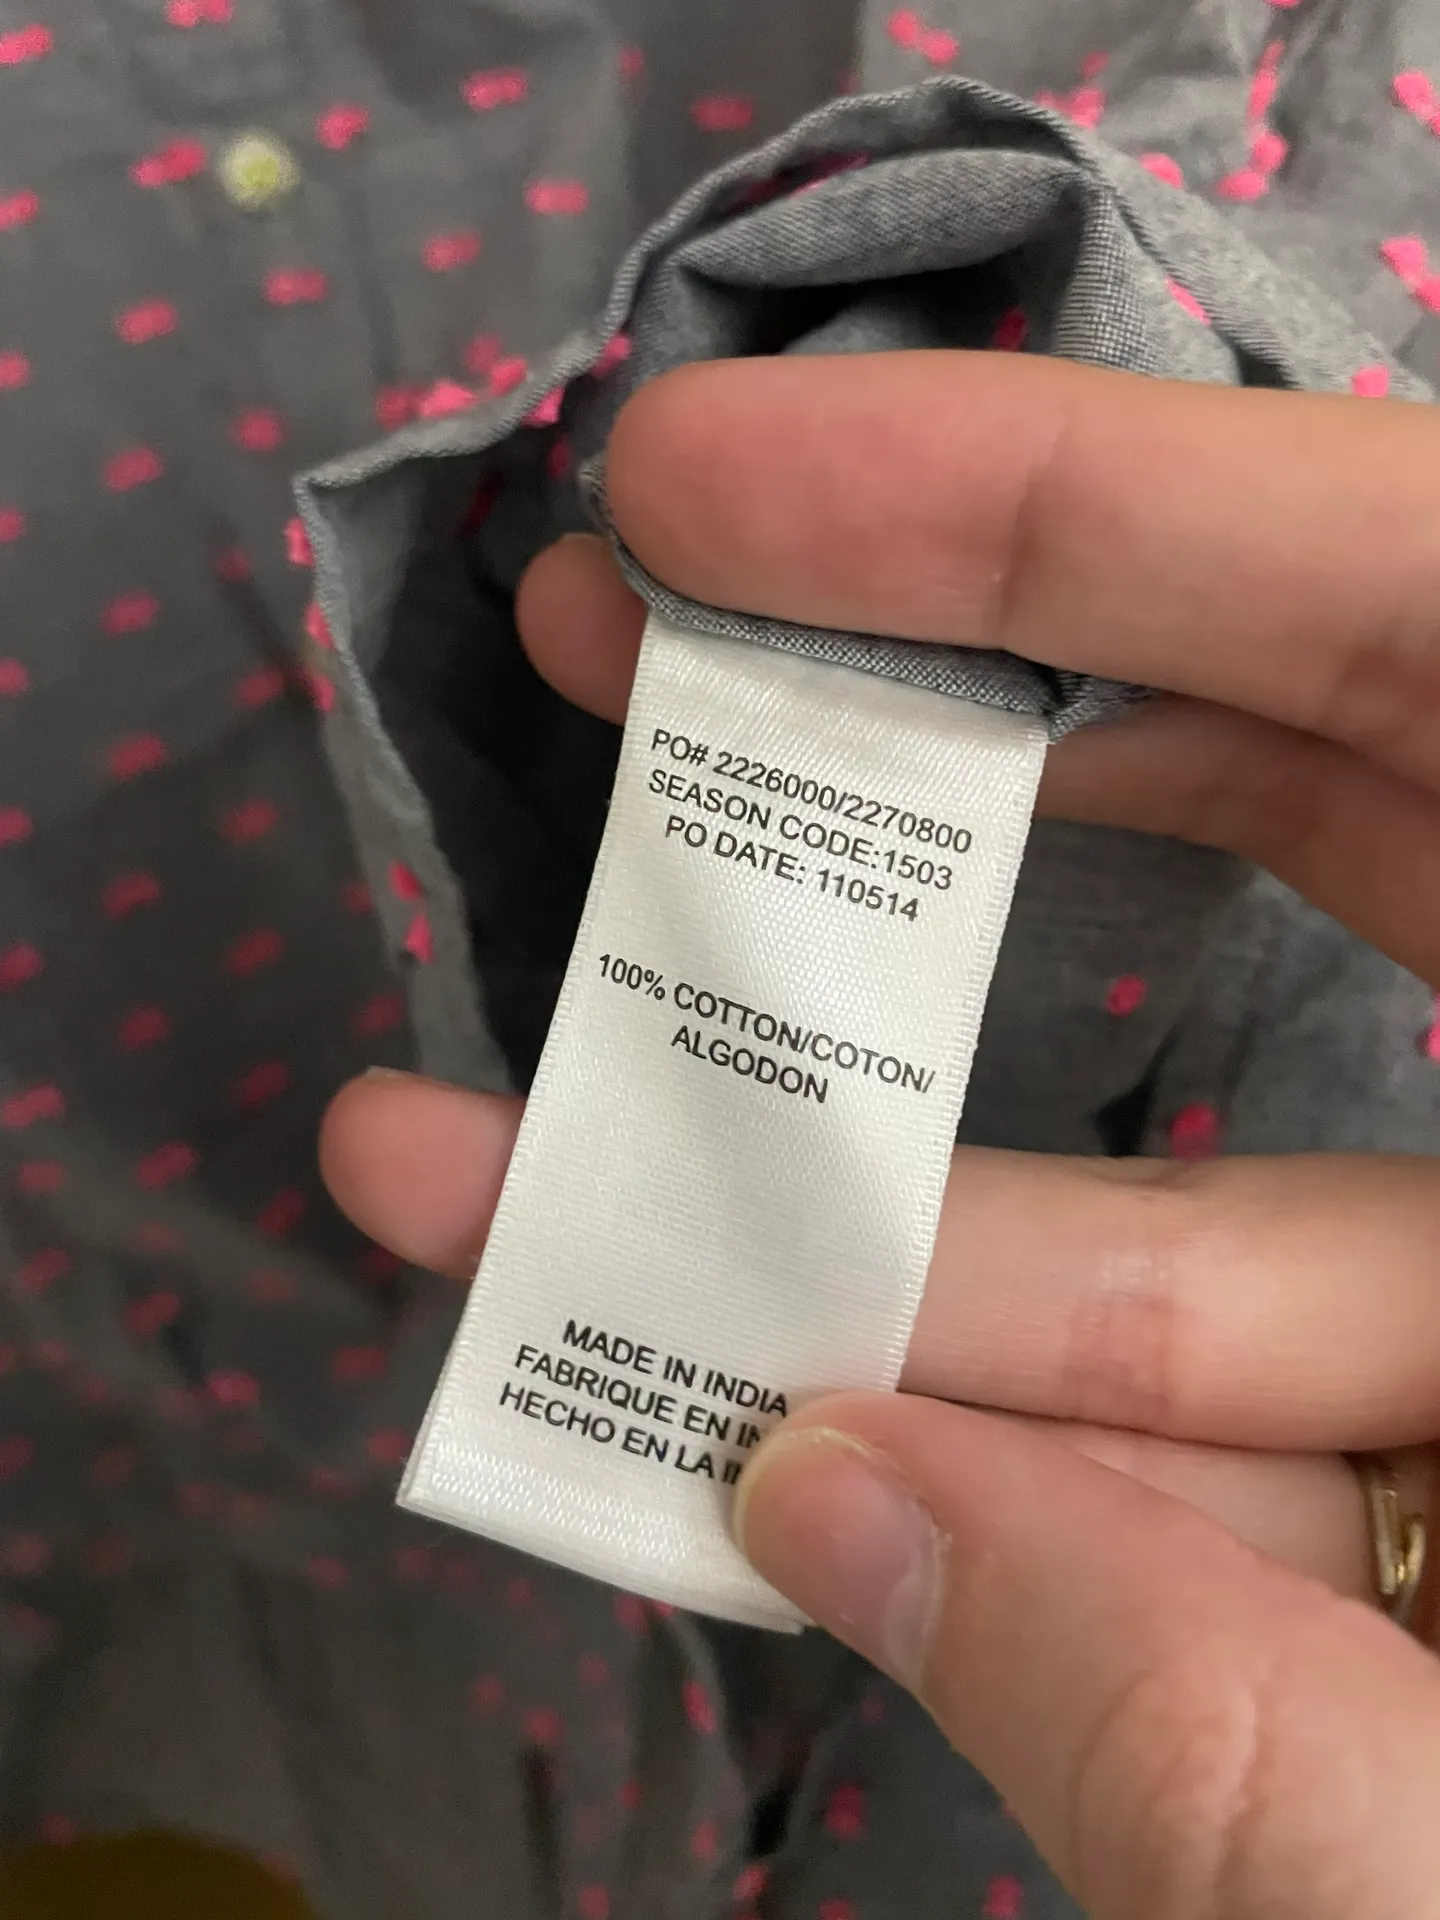 PO# 2226000/2270800
SEASON CODE:1503
PO DATE: 110514
100% COTTON/COTON/
ALGODON
MADE IN INDIA
FABRIQUE EN
HECHO EN LA